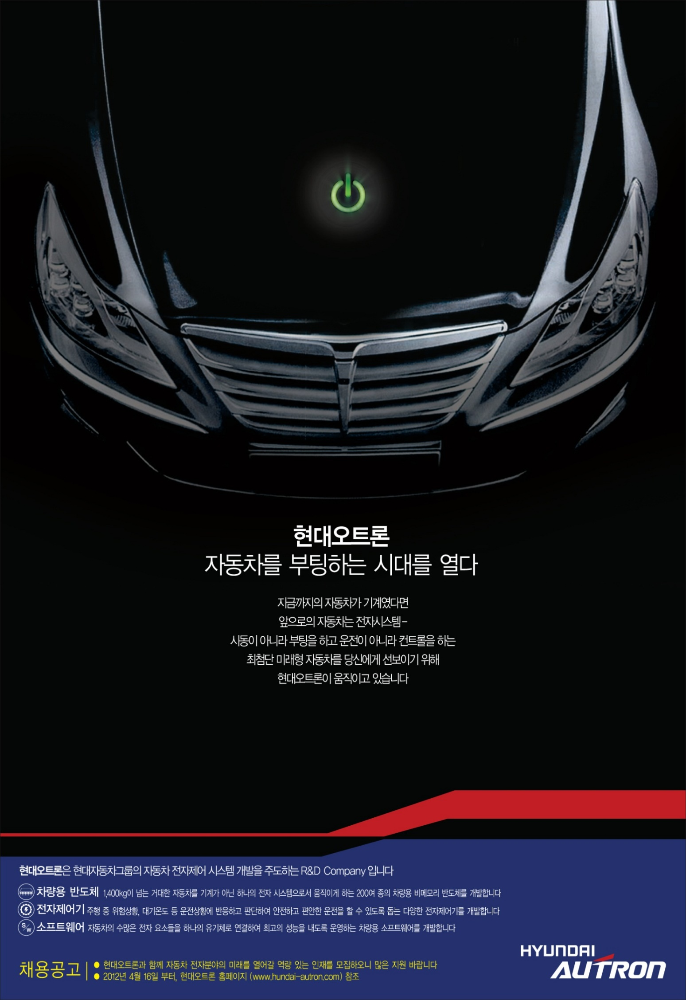 현대오트론
자동차를 부팅하는 시대를 열다
지금까지의 자동차가 기계였다면
앞으로의 자동차는 전자시스템-
시동이 아니라 부팅을 하고 운전이 아니라 컨트롤을 하는
최첨단 미래형 자동차를 당신에게 선보이기 위해
현대오트론이 움직이고 있습니다
현대오트론은 현대자동차그룹의 자동차 전자제어 시스템 개발을 주도하는 R&D Company 입니다
차량용 반도체 1,400kg이 넘는 거대한 자동차를 기계가 아닌 하나의 전자 시스템으로서 움직이게 하는 200여 종의 차량용 비메모리 반도체를 개발합니다
전자제어기 주행 중 위험상황, 대기온도 등 운전상황에 반응하고 판단하여 안전하고 편안한 운전을 할 수 있도록 돕는 다양한 전자제어기를 개발합니다
S/W 소프트웨어 자동차의 수많은 전자 요소들을 하나의 유기체로 연결하여 최고의 성능을 내도록 운영하는 차량용 소프트웨어를 개발합니다
채용공고
● 현대오트론과 함께 자동차 전자분야의 미래를 열어갈 역량 있는 인재를 모집하오니 많은 지원 바랍니다
● 2012년 4월 16일 부터, 현대오트론 홈페이지 (www.hundai-autron.com) 참조
HYUNDAI
AUTRON